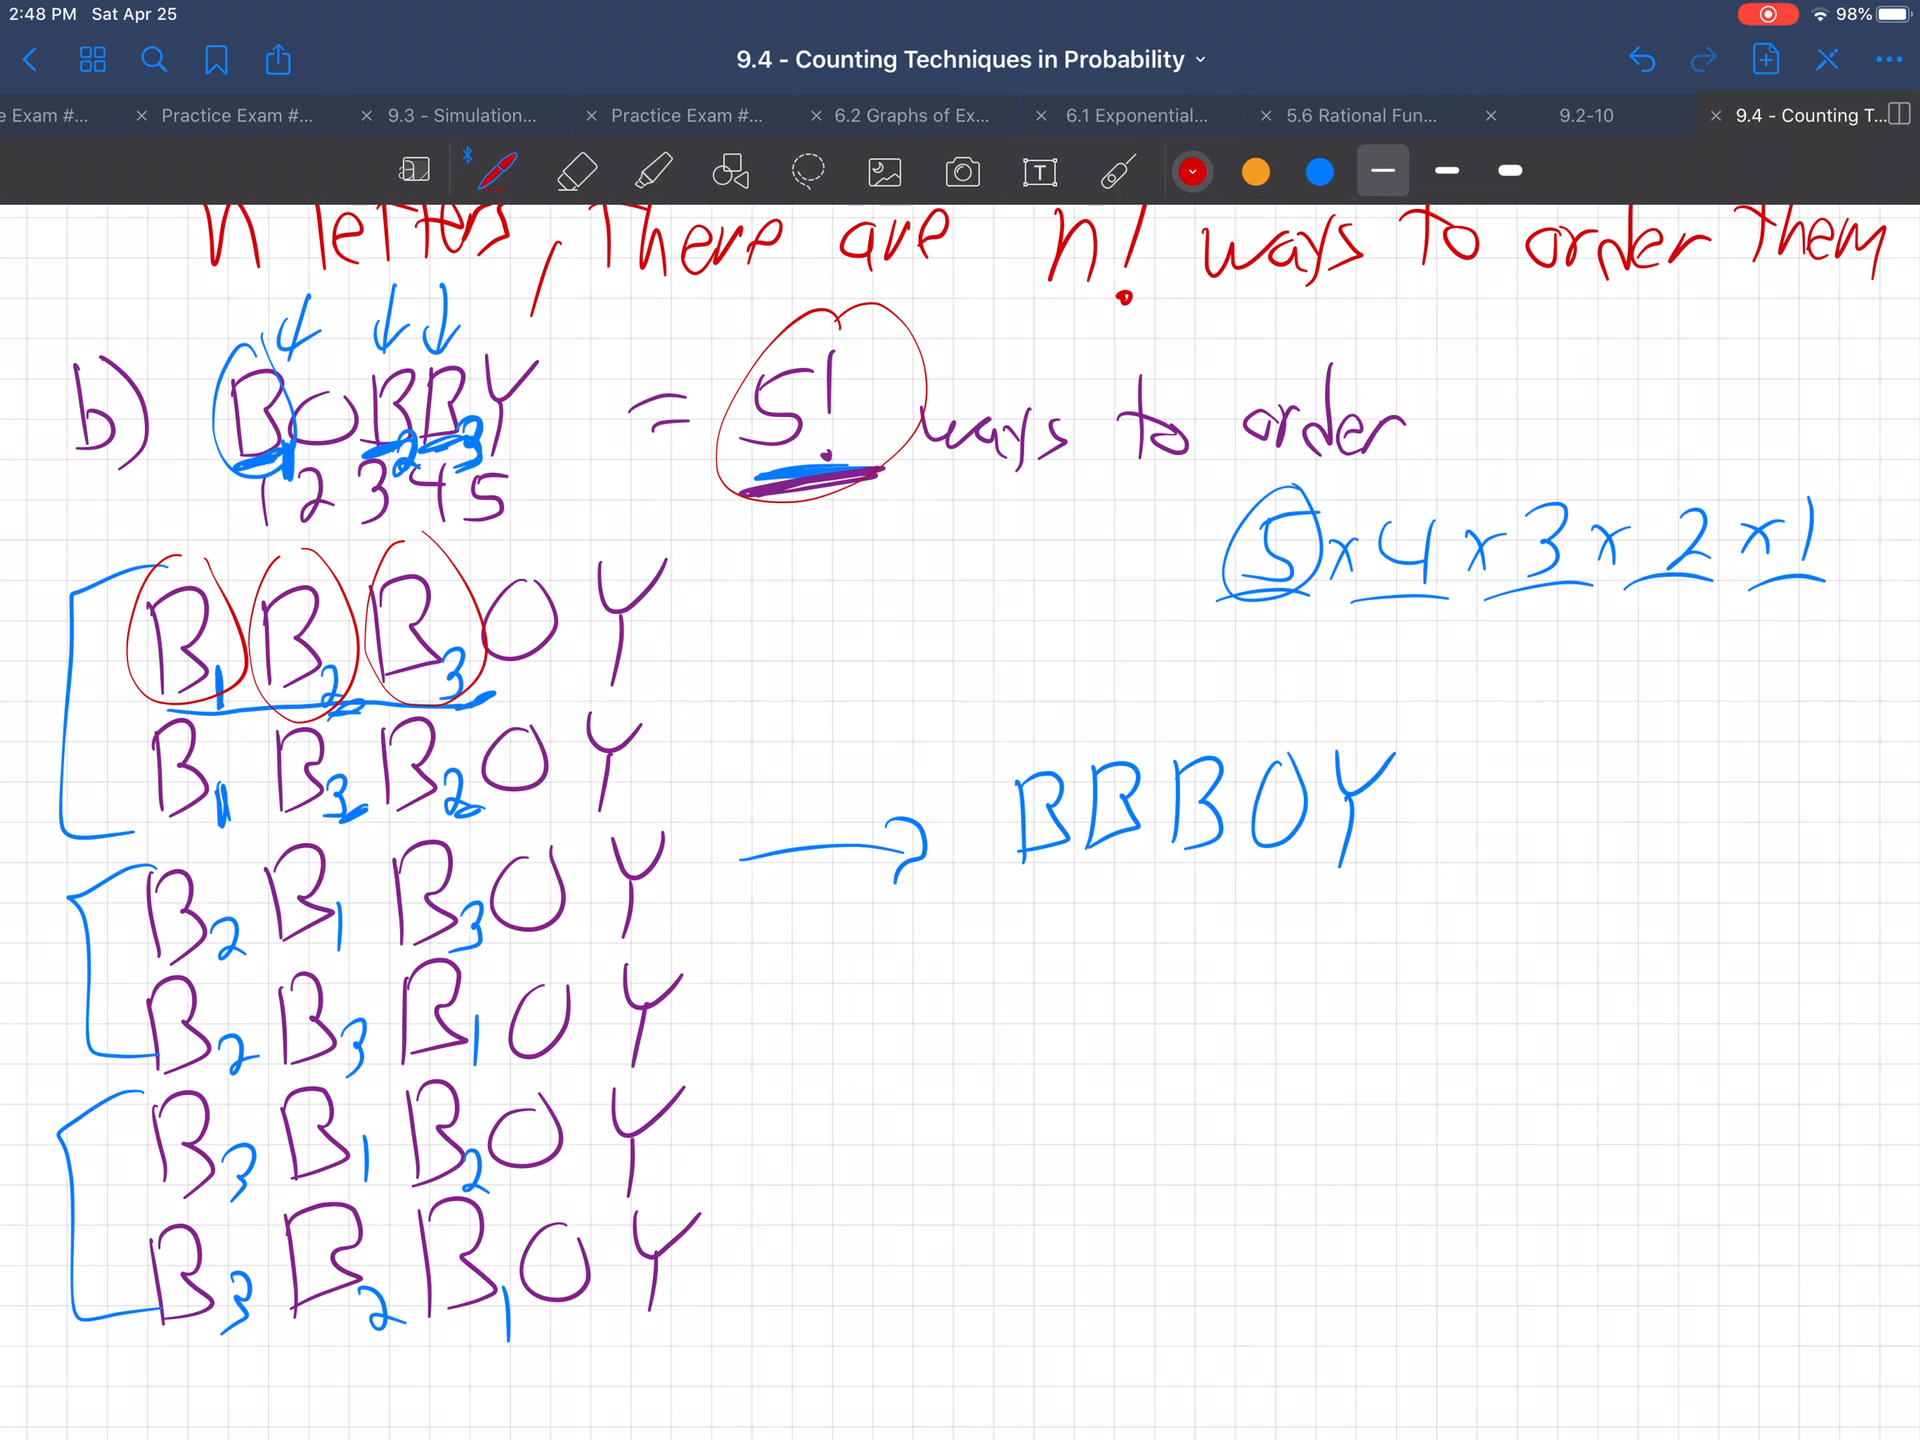 2:48 PM Sat Apr 25
98%
9.4 - Counting Techniques in Probability
e Exam #...
Practice Exam #...
9.3 - Simulation...
Practice Exam #...
6.2 Graphs of Ex...
6.1 Exponential...
5.6 Rational Fun...
9.2-10
9.4 - Counting T...
T
n letters, there are n! ways to order them
b) B1OB2B3Y = 5! ways to order
1 2 3 4 5
5 x 4 x 3 x 2 x 1
B1 B2 B3 O Y
B1 B3 B2 O Y
B B B O Y
B2 B1 B3 O Y
B2 B3 B1 O Y
B3 B1 B2 O Y
B3 B2 B1 O Y